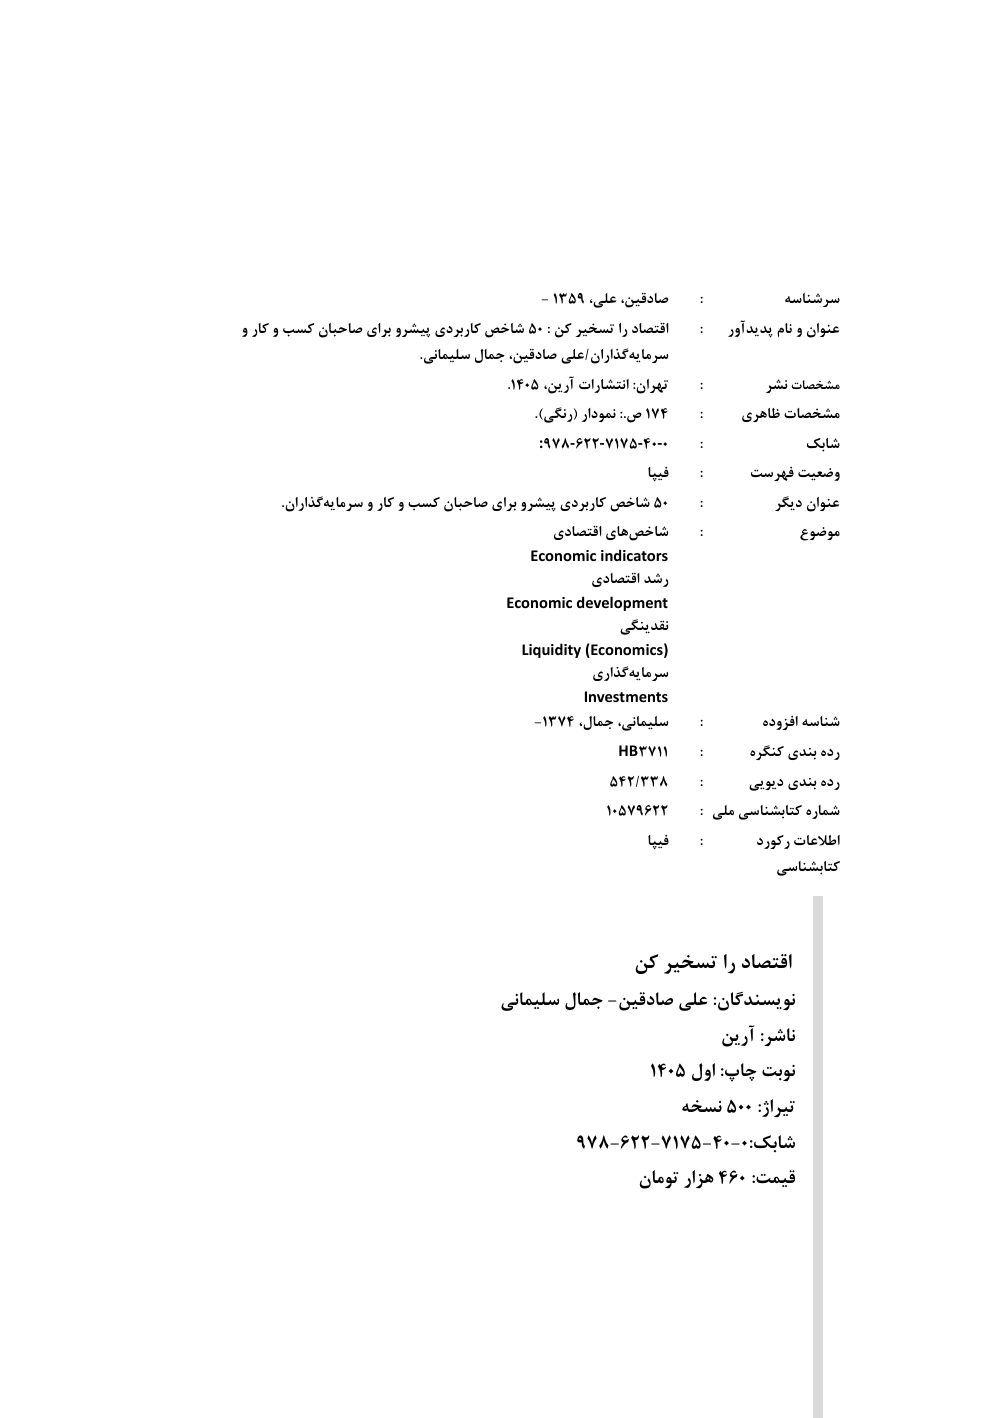 سرشناسه : صادقین، علی، ۱۳۵۹ -
عنوان و نام پدیدآور : اقتصاد را تسخیر کن : ۵۰ شاخص کاربردی پیشرو برای صاحبان کسب و کار و
سرمایه‌گذاران/علی صادقین، جمال سلیمانی.
مشخصات نشر : تهران: انتشارات آرین، ۱۴۰۵.
مشخصات ظاهری : ۱۷۴ ص.: نمودار (رنگی).
شابک : ۹۷۸-۶۲۲-۷۱۷۵-۴۰-۰:
وضعیت فهرست : فیپا
عنوان دیگر : ۵۰ شاخص کاربردی پیشرو برای صاحبان کسب و کار و سرمایه‌گذاران.
موضوع : شاخص‌های اقتصادی
Economic indicators
رشد اقتصادی
Economic development
نقدینگی
Liquidity (Economics)
سرمایه‌گذاری
Investments
شناسه افزوده : سلیمانی، جمال، ۱۳۷۴-
رده بندی کنگره : HB۳۷۱۱
رده بندی دیویی : ۵۴۲/۳۳۸
شماره کتابشناسی ملی : ۱۰۵۷۹۶۲۲
اطلاعات رکورد : فیپا
کتابشناسی
اقتصاد را تسخیر کن
نویسندگان: علی صادقین- جمال سلیمانی
ناشر: آرین
نوبت چاپ: اول ۱۴۰۵
تیراژ: ۵۰۰ نسخه
شابک:۰-۴۰-۷۱۷۵-۶۲۲-۹۷۸
قیمت: ۴۶۰ هزار تومان